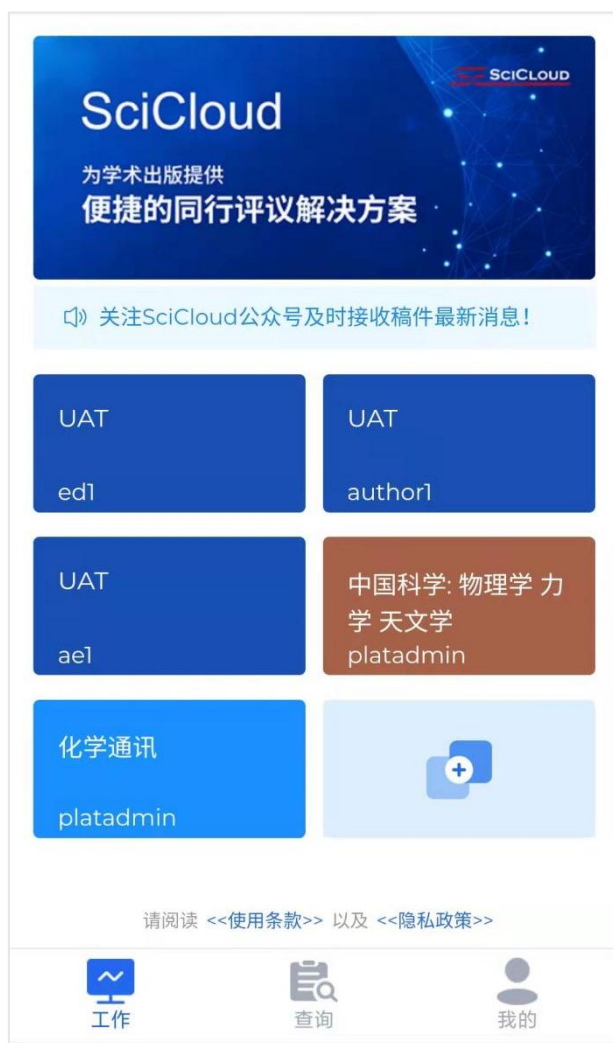 SCICLOUD
SciCloud
为学术出版提供
便捷的同行评议解决方案
关注SciCloud公众号及时接收稿件最新消息！
UAT
ed1
UAT
author1
UAT
ae1
中国科学: 物理学 力
学 天文学
platadmin
化学通讯
platadmin
请阅读 <<使用条款>> 以及 <<隐私政策>>
工作
查询
我的